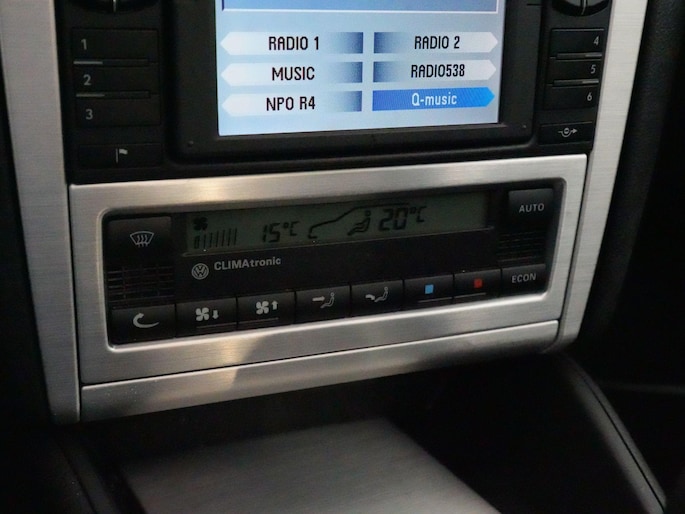 RADIO 1 RADIO 2
MUSIC RADIO538
NPO R4 Q-music
1 4
2 5
3 6
15°C 20°C
AUTO
CLIMAtronic
ECON